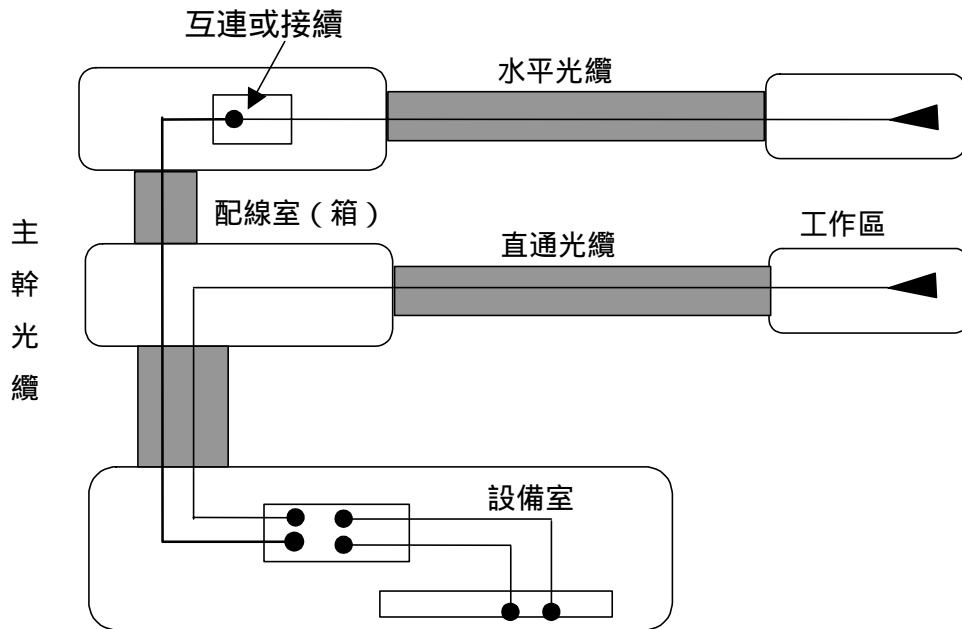 互連或接續
水平光纜
配線室（箱）
工作區
直通光纜
主幹光纜
設備室